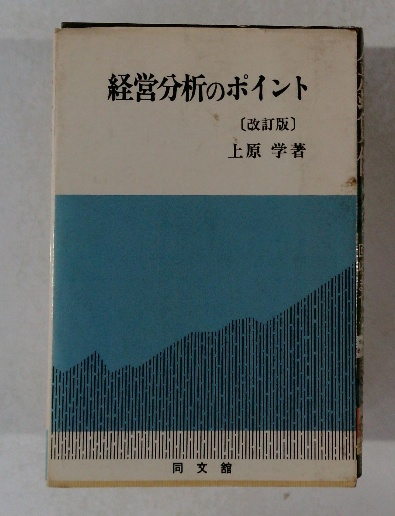 経営分析のポイント
〔改訂版〕
上原 学著
同文舘